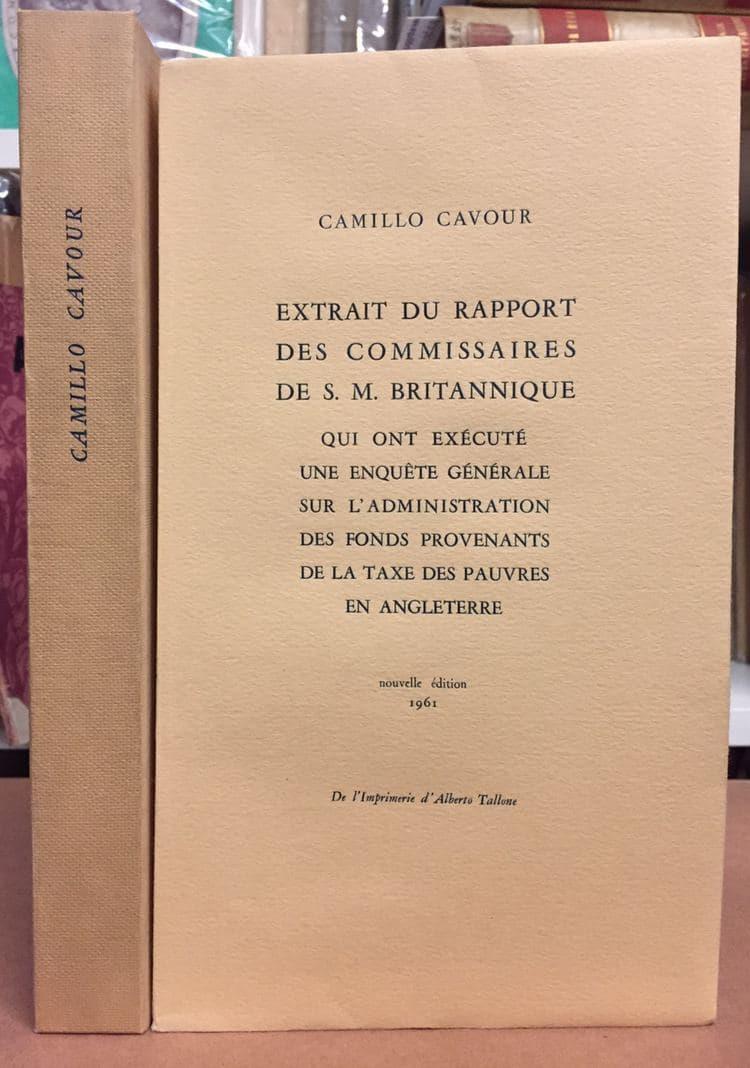 CAMILLO CAVOUR
CAMILLO CAVOUR
EXTRAIT DU RAPPORT
DES COMMISSAIRES
DE S. M. BRITANNIQUE
QUI ONT EXÉCUTÉ
UNE ENQUÊTE GÉNÉRALE
SUR L'ADMINISTRATION
DES FONDS PROVENANTS
DE LA TAXE DES PAUVRES
EN ANGLETERRE
nouvelle édition
1961
De l'Imprimerie d'Alberto Tallone